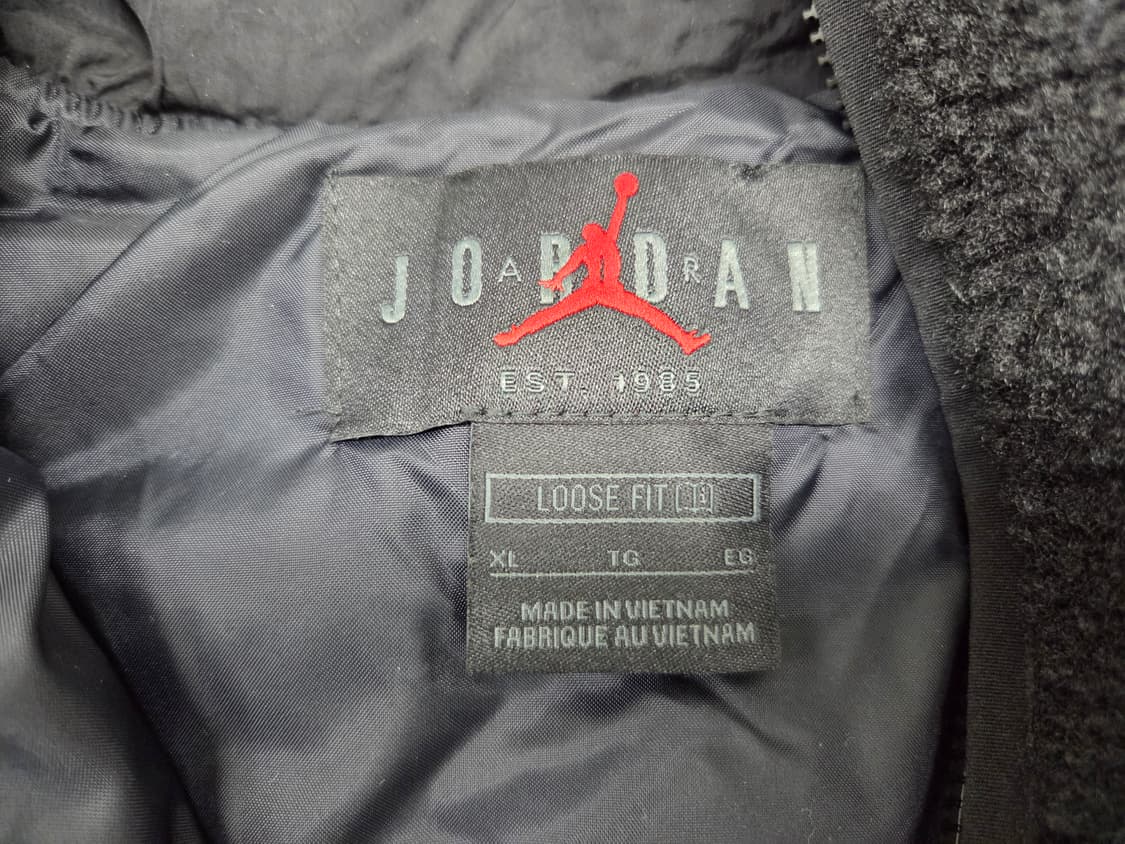 JORDAN
AIR
EST. 1985
LOOSE FIT
XL TG EG
MADE IN VIETNAM
FABRIQUE AU VIETNAM